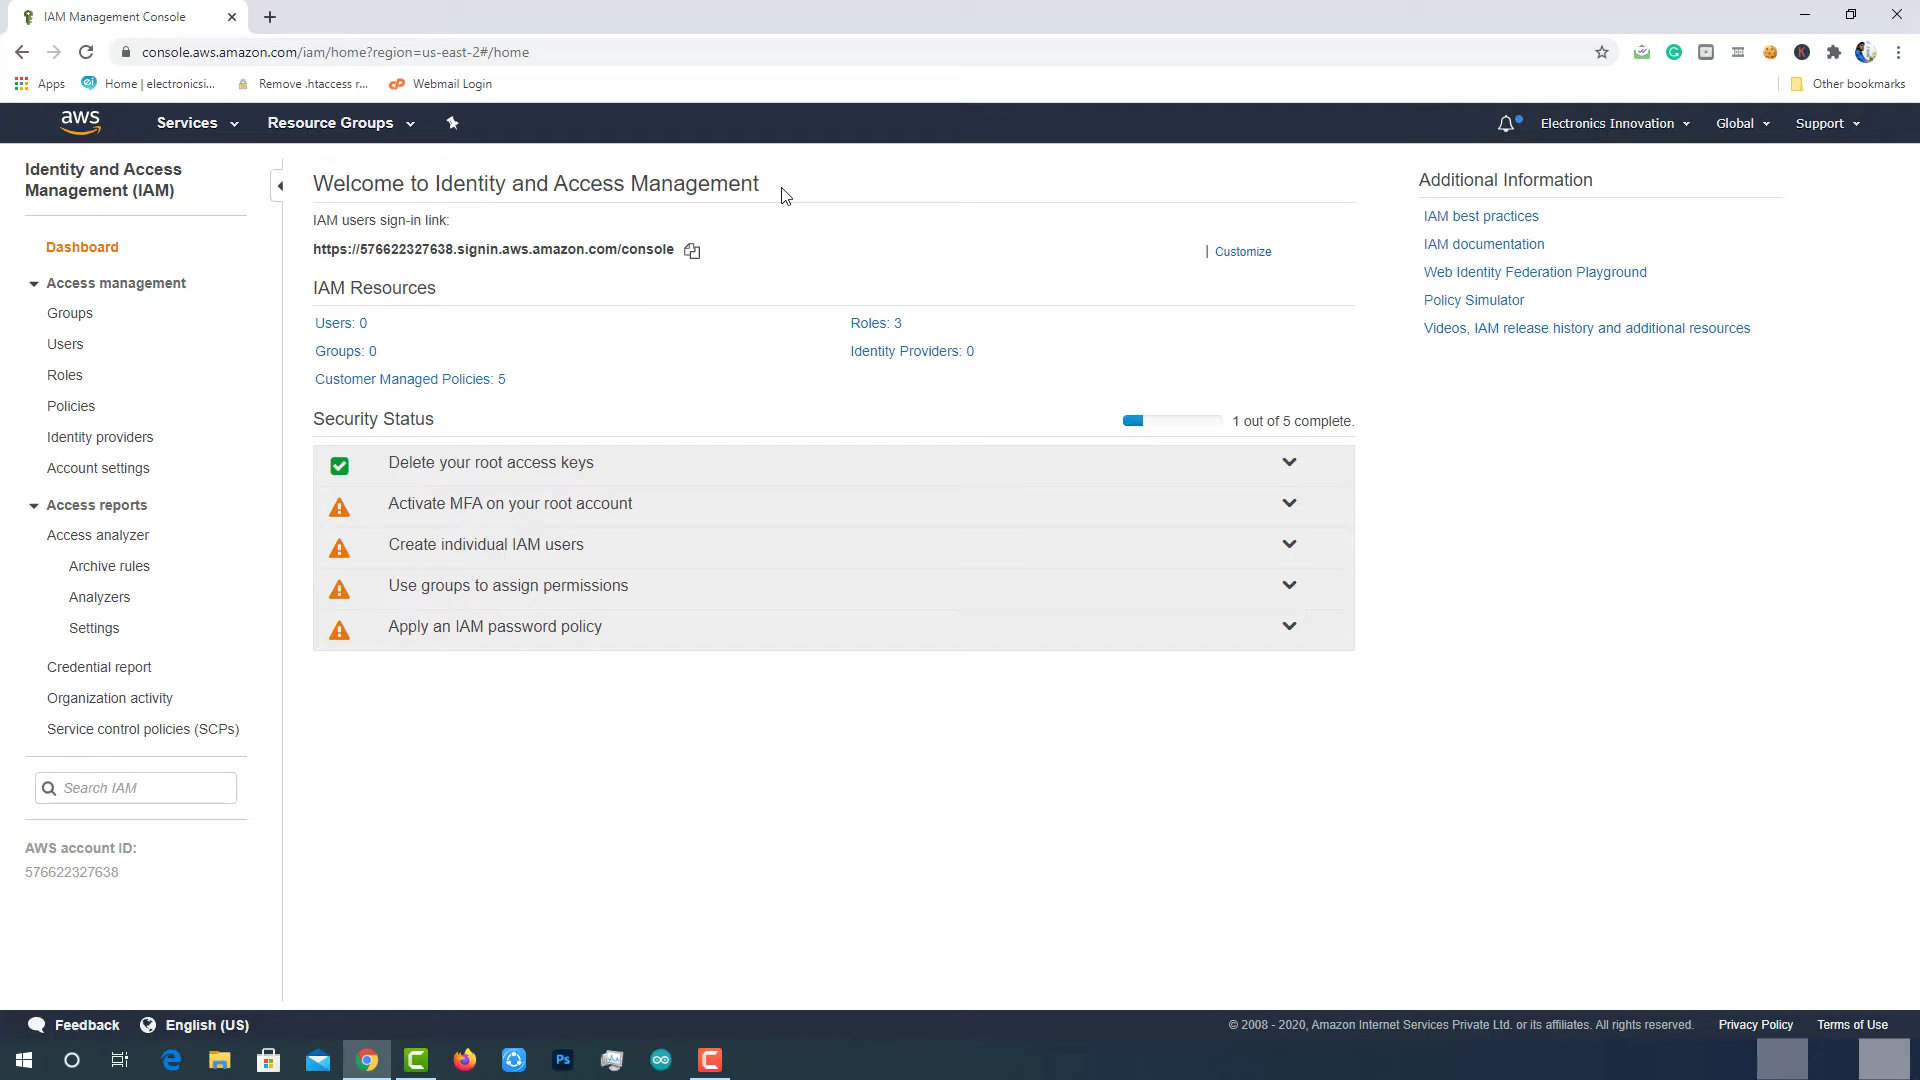 IAM Management Console
console.aws.amazon.com/iam/home?region=us-east-2#/home
Apps
Home | electronicsi...
Remove .htaccess r...
Webmail Login
Other bookmarks
aws
Services
Resource Groups
Electronics Innovation
Global
Support
Identity and Access
Management (IAM)
Dashboard
Access management
Groups
Users
Roles
Policies
Identity providers
Account settings
Access reports
Access analyzer
Archive rules
Analyzers
Settings
Credential report
Organization activity
Service control policies (SCPs)
Search IAM
AWS account ID:
576622327638
Welcome to Identity and Access Management
IAM users sign-in link:
https://576622327638.signin.aws.amazon.com/console
| Customize
IAM Resources
Users: 0
Roles: 3
Groups: 0
Identity Providers: 0
Customer Managed Policies: 5
Security Status
1 out of 5 complete.
Delete your root access keys
Activate MFA on your root account
Create individual IAM users
Use groups to assign permissions
Apply an IAM password policy
Additional Information
IAM best practices
IAM documentation
Web Identity Federation Playground
Policy Simulator
Videos, IAM release history and additional resources
Feedback
English (US)
© 2008 - 2020, Amazon Internet Services Private Ltd. or its affiliates. All rights reserved.
Privacy Policy
Terms of Use
Ps